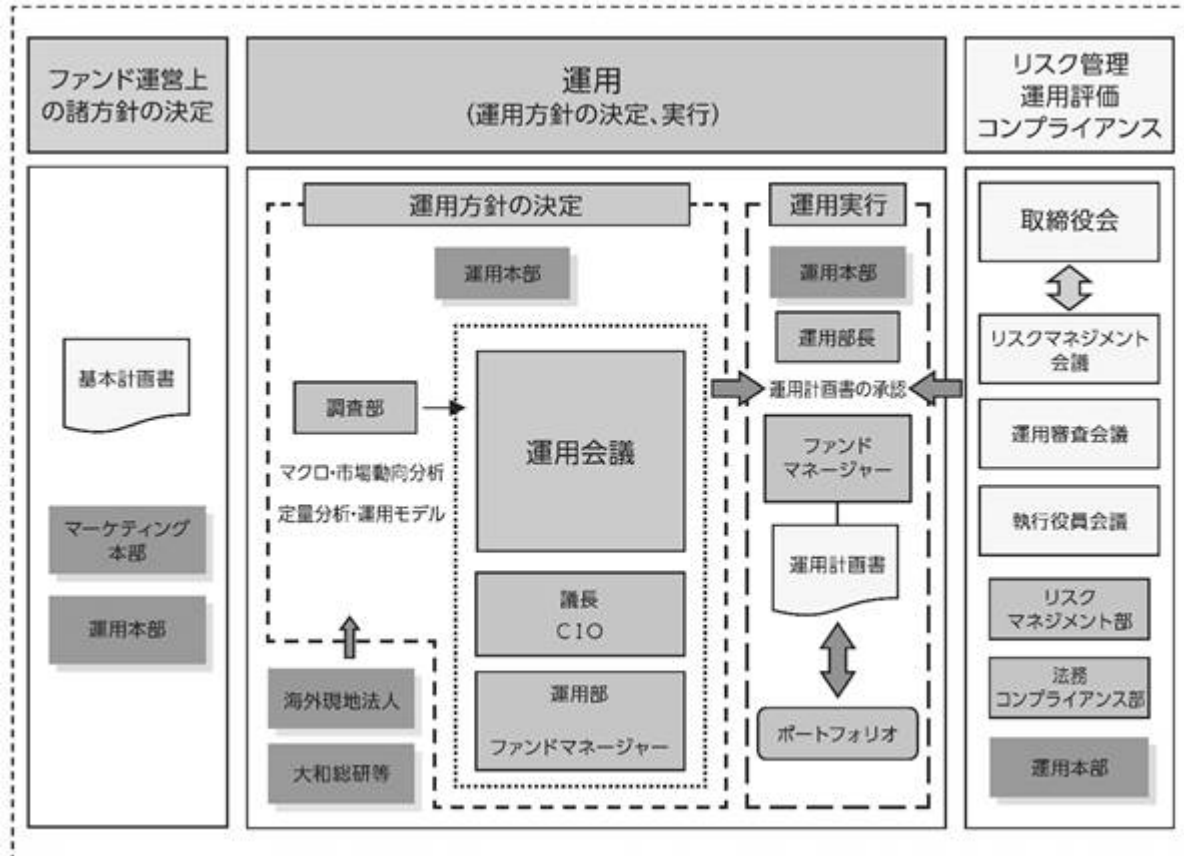 ファンド運営上
の諸方針の決定
運用
(運用方針の決定、実行)
リスク管理
運用評価
コンプライアンス
基本計画書
マーケティング
本部
運用本部
運用方針の決定
運用本部
調査部
マクロ・市場動向分析
定量分析・運用モデル
海外現地法人
大和総研等
運用会議
議長
CIO
運用部
ファンドマネージャー
運用実行
運用本部
運用部長
運用計画書の承認
ファンド
マネージャー
運用計画書
ポートフォリオ
取締役会
リスクマネジメント
会議
運用審査会議
執行役員会議
リスク
マネジメント部
法務
コンプライアンス部
運用本部